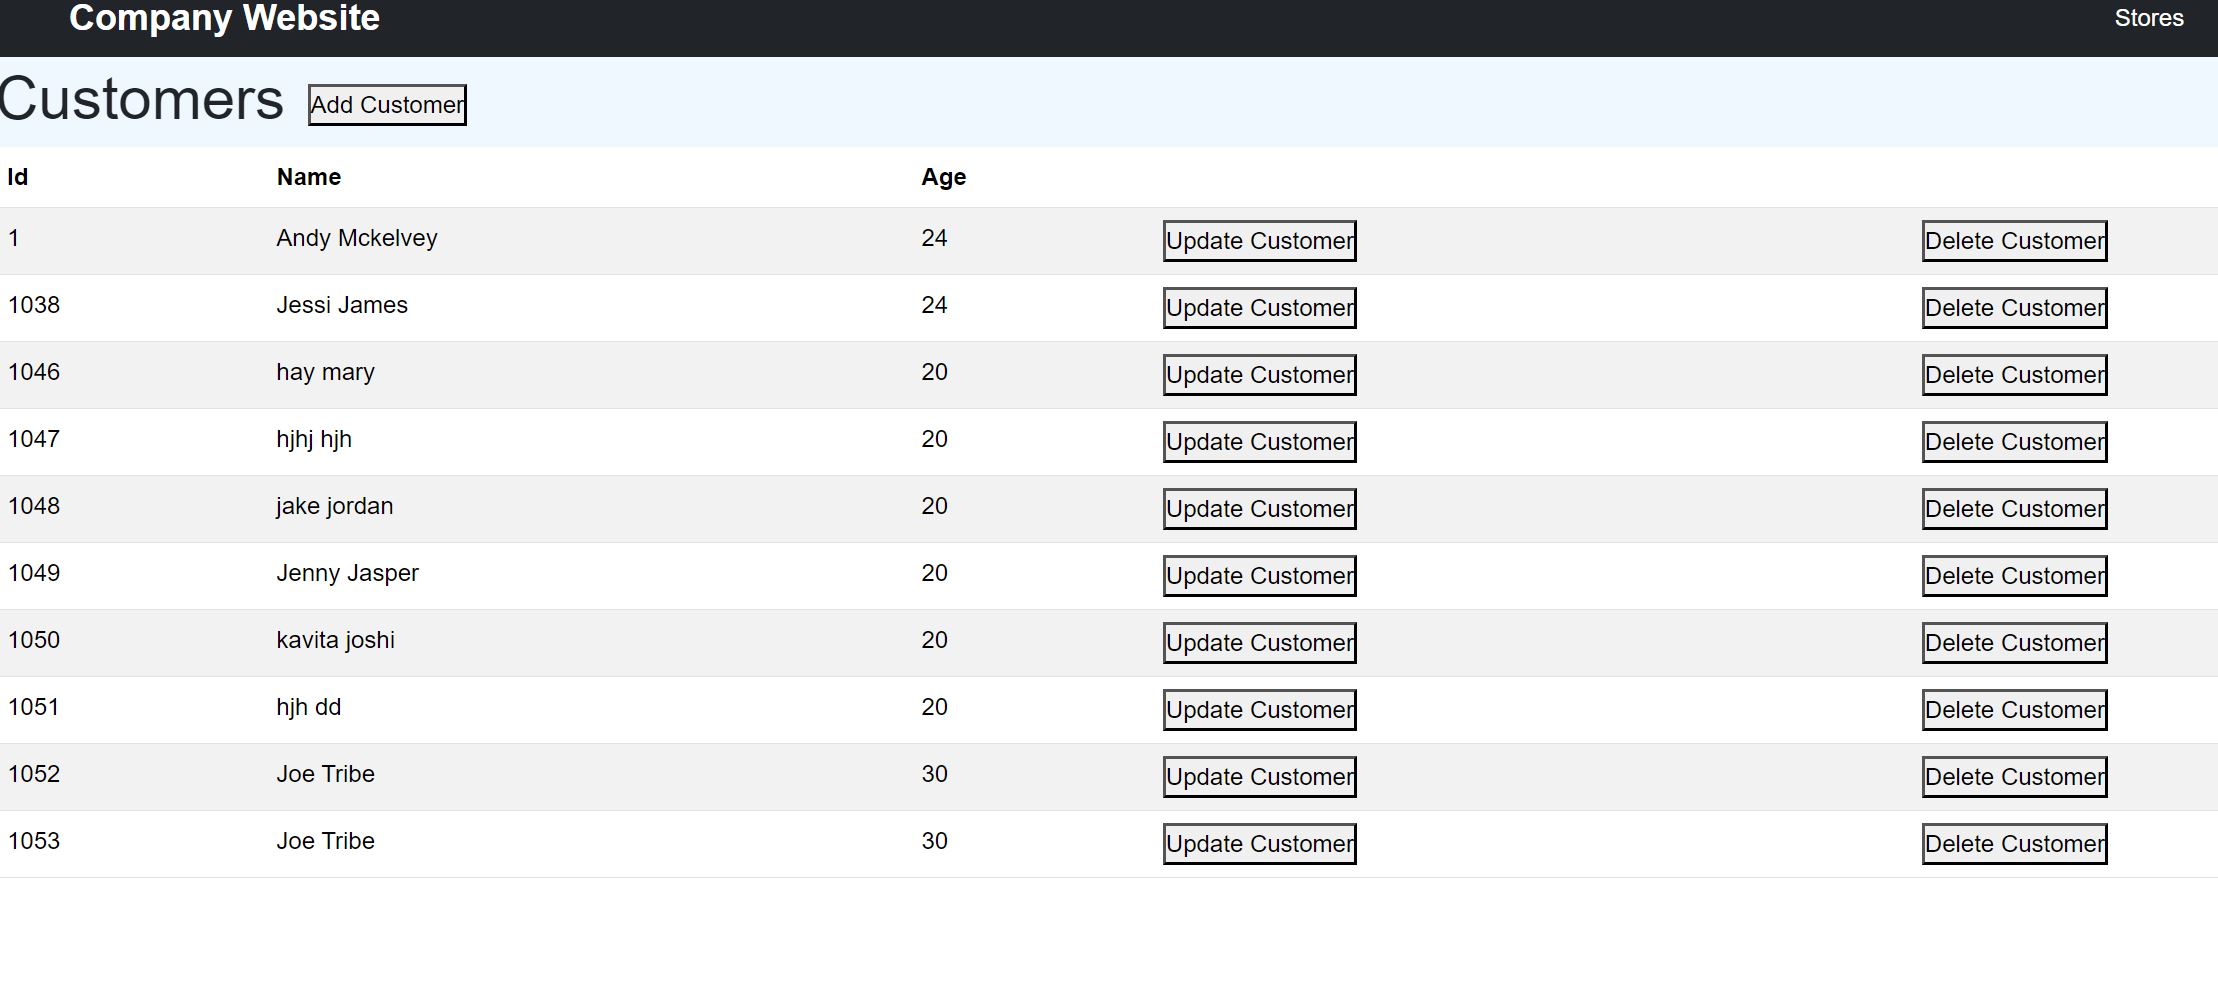 Company Website Stores
Customers Add Customer
Id Name Age
1 Andy Mckelvey 24 Update Customer Delete Customer
1038 Jessi James 24 Update Customer Delete Customer
1046 hay mary 20 Update Customer Delete Customer
1047 hjhj hjh 20 Update Customer Delete Customer
1048 jake jordan 20 Update Customer Delete Customer
1049 Jenny Jasper 20 Update Customer Delete Customer
1050 kavita joshi 20 Update Customer Delete Customer
1051 hjh dd 20 Update Customer Delete Customer
1052 Joe Tribe 30 Update Customer Delete Customer
1053 Joe Tribe 30 Update Customer Delete Customer